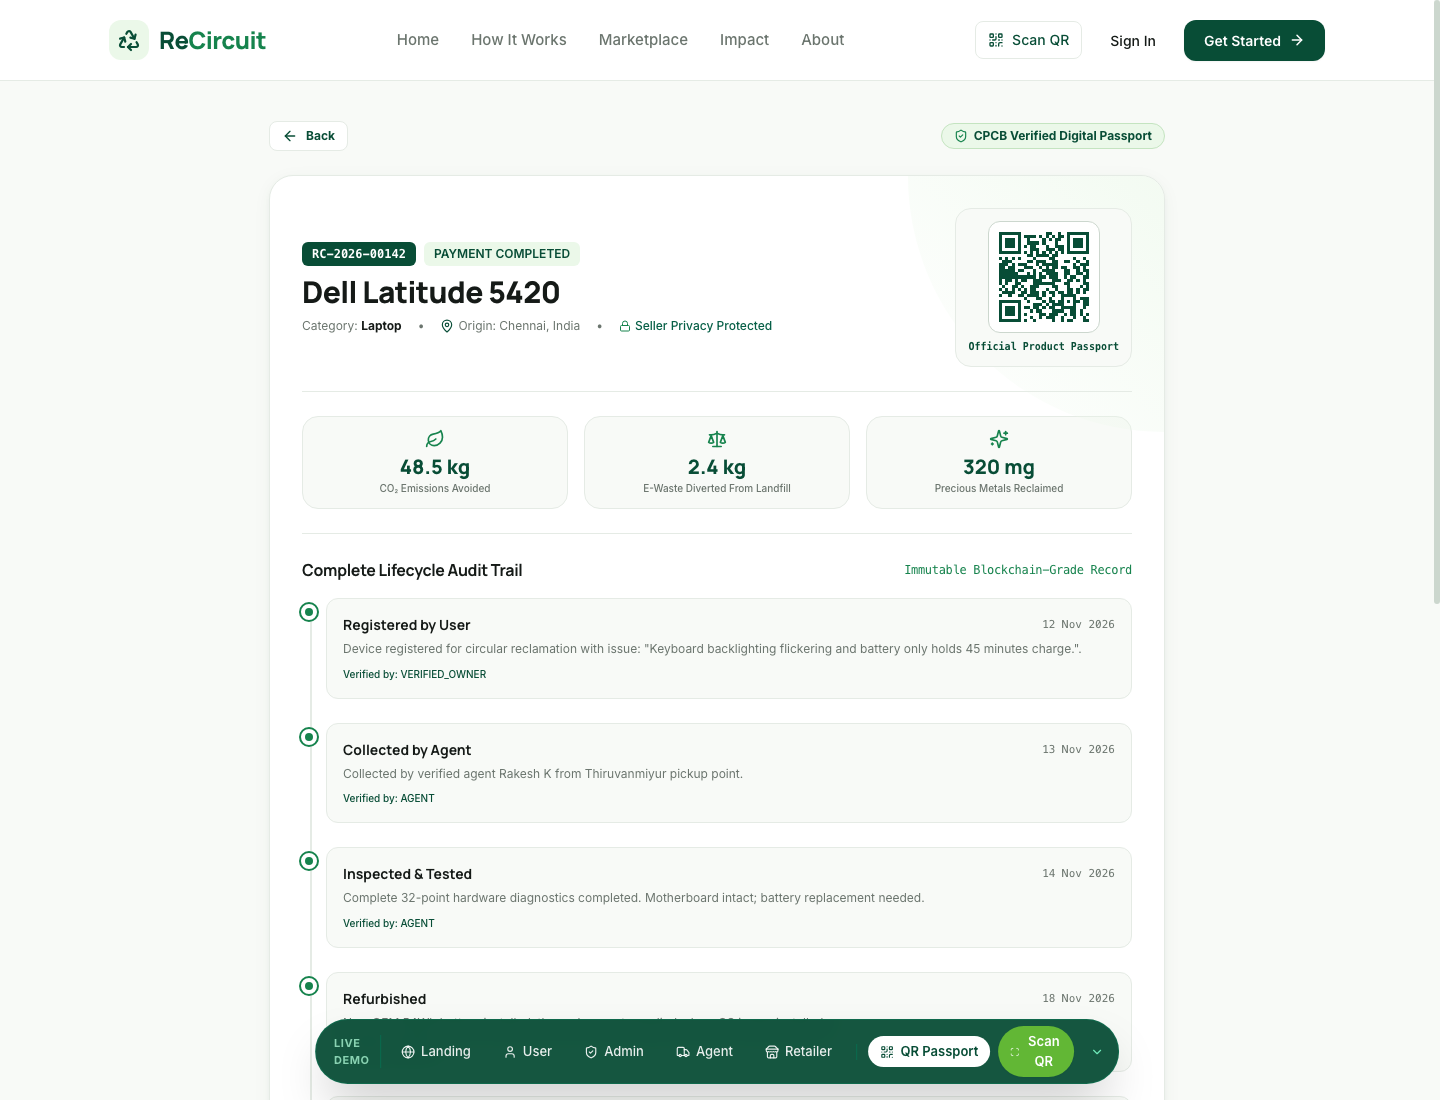 ReCircuit
Home
How It Works
Marketplace
Impact
About
Scan QR
Sign In
Get Started
Back
CPCB Verified Digital Passport
RC-2026-00142
PAYMENT COMPLETED
Dell Latitude 5420
Category: Laptop • Origin: Chennai, India • Seller Privacy Protected
Official Product Passport
48.5 kg
CO₂ Emissions Avoided
2.4 kg
E-Waste Diverted From Landfill
320 mg
Precious Metals Reclaimed
Complete Lifecycle Audit Trail
Immutable Blockchain-Grade Record
Registered by User
12 Nov 2026
Device registered for circular reclamation with issue: "Keyboard backlighting flickering and battery only holds 45 minutes charge.".
Verified by: VERIFIED_OWNER
Collected by Agent
13 Nov 2026
Collected by verified agent Rakesh K from Thiruvanmiyur pickup point.
Verified by: AGENT
Inspected & Tested
14 Nov 2026
Complete 32-point hardware diagnostics completed. Motherboard intact; battery replacement needed.
Verified by: AGENT
Refurbished
18 Nov 2026
LIVE
DEMO
Landing
User
Admin
Agent
Retailer
QR Passport
Scan
QR